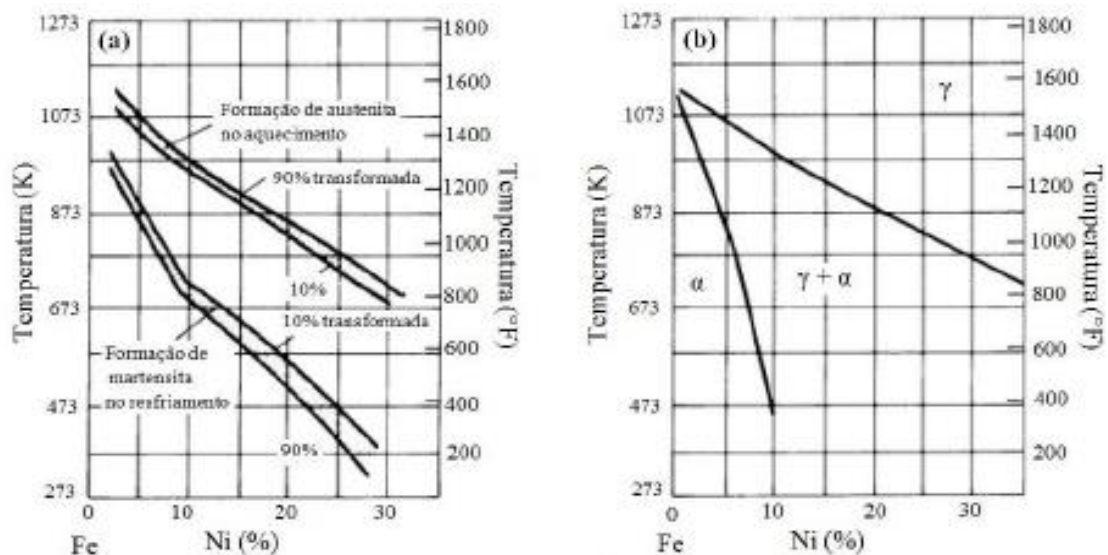 (a)
1273
1073
873
673
473
273
Temperatura (K)
1800
1600
1400
1200
1000
800
600
400
200
Temperatura (°F)
Formação de austenita
no aquecimento
90% transformada
10%
10% transformada
Formação de
martensita
no resfriamento
90%
0 10 20 30
Fe Ni (%)
(b)
1273
1073
873
673
473
273
Temperatura (K)
1800
1600
1400
1200
1000
800
600
400
200
Temperatura (°F)
γ
α
γ + α
0 10 20 30
Fe Ni (%)